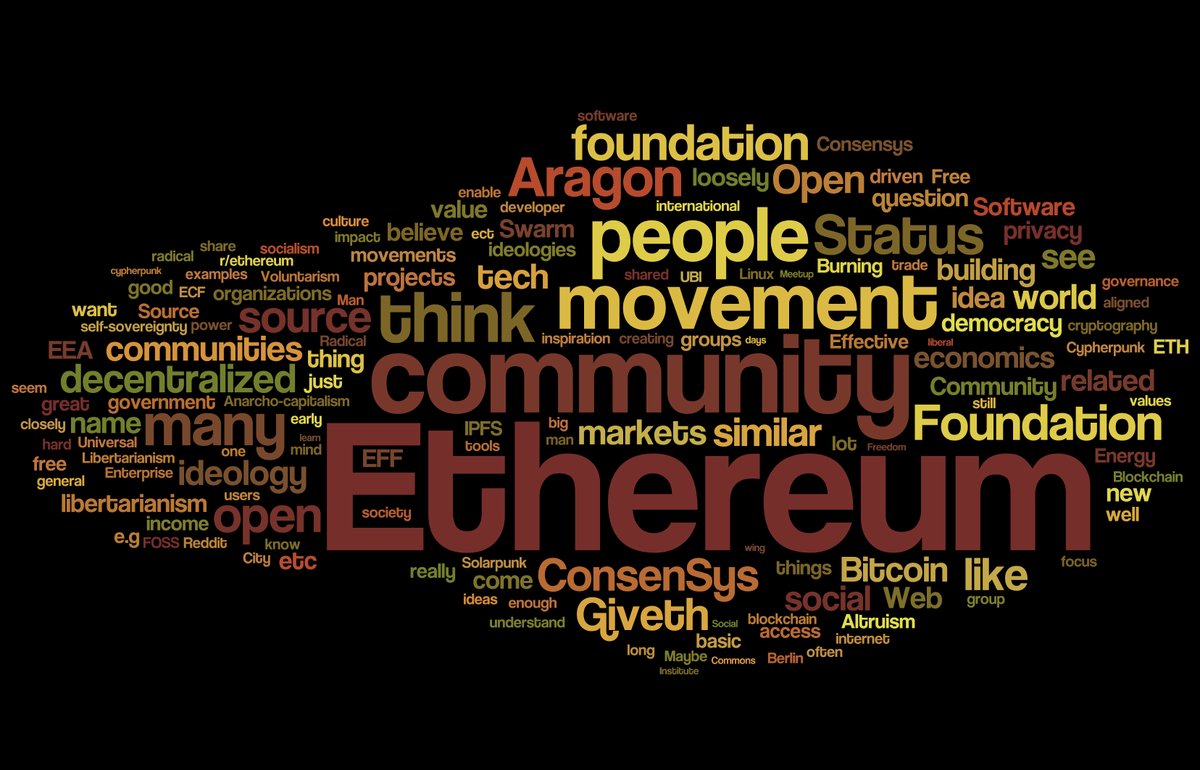 software
foundation Consensys
Aragon loosely Open driven Free
enable question
value developer international Software
culture people Status privacy
impact believe ect Swarm
share socialism movements ideologies see
radical r/ethereum Burning trade building
cypherpunk examples Voluntarism projects tech shared UBI Linux Meetup governance
good ECF organizations Man movement idea world aligned
want Source source think democracy cryptography
self-sovereignty power Radical inspiration creating groups days Effective liberal Cypherpunk ETH
EEA communities thing community economics
decentralized just Community related
seem great government Anarcho-capitalism still values
closely name many early IPFS big markets similar Foundation
hard Universal learn tools man lot Freedom
free Libertarianism one mind EFF Ethereum Energy
general Enterprise ideology Blockchain
libertarianism users new
income open society well
e.g FOSS Reddit know wing
City etc Solarpunk focus
really come ConsenSys things Bitcoin like
ideas enough Giveth social Web group
understand Social blockchain Altruism
basic access internet
long Maybe Commons Berlin often
Institute